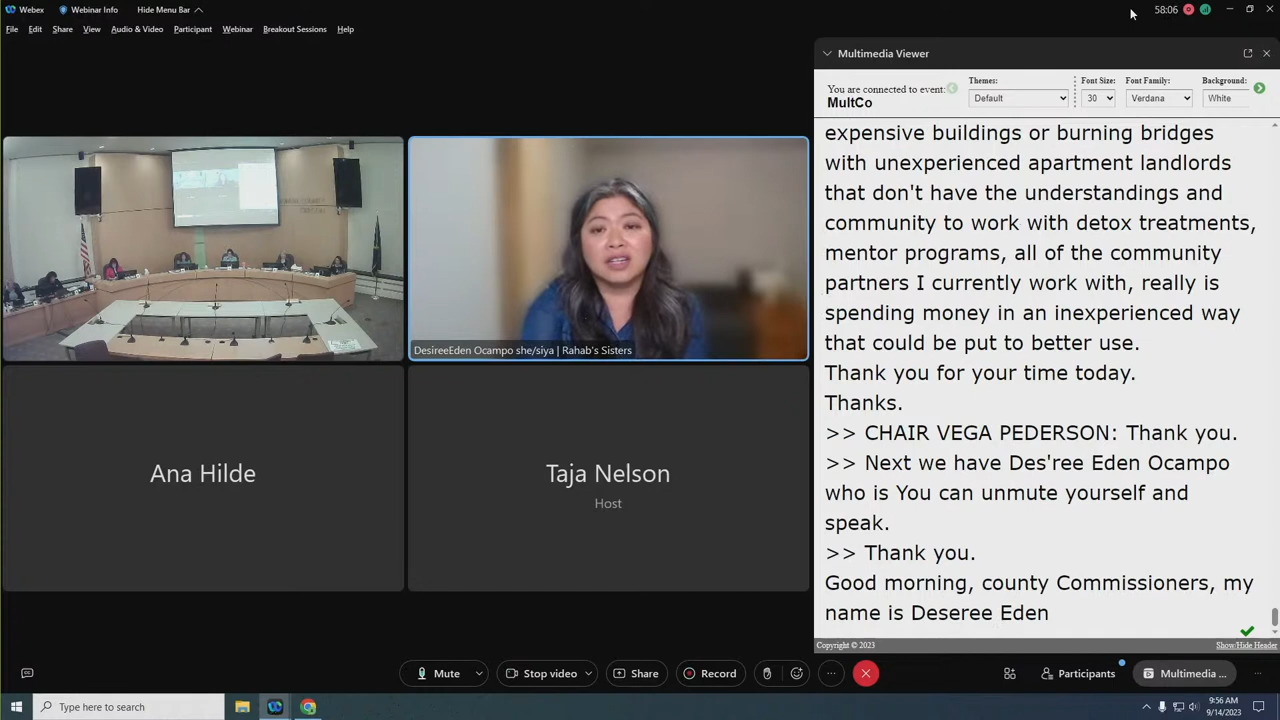 Webex
Webinar Info
Hide Menu Bar
58:06
File Edit Share View Audio & Video Participant Webinar Breakout Sessions Help
Multimedia Viewer
You are connected to event:
MultCo
Themes:
Default
Font Size:
30
Font Family:
Verdana
Background:
White
expensive buildings or burning bridges
with unexperienced apartment landlords
that don't have the understandings and
community to work with detox treatments,
mentor programs, all of the community
partners I currently work with, really is
spending money in an inexperienced way
that could be put to better use.
Thank you for your time today.
Thanks.
>> CHAIR VEGA PEDERSON: Thank you.
>> Next we have Des'ree Eden Ocampo
who is You can unmute yourself and
speak.
>> Thank you.
Good morning, county Commissioners, my
name is Deseree Eden
DesireeEden Ocampo she/siya | Rahab's Sisters
Ana Hilde
Taja Nelson
Host
Copyright © 2023
Show/Hide Header
Mute
Stop video
Share
Record
Participants
Multimedia ...
Type here to search
9:56 AM
9/14/2023